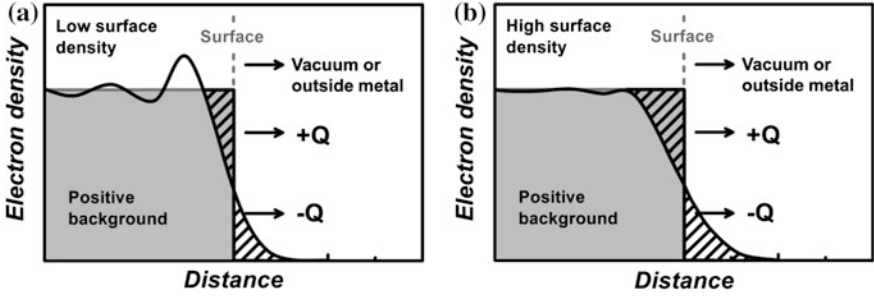 (a)
Electron density
Low surface
density
Surface
Vacuum or
outside metal
+Q
-Q
Positive
background
Distance
(b)
Electron density
High surface
density
Surface
Vacuum or
outside metal
+Q
-Q
Positive
background
Distance